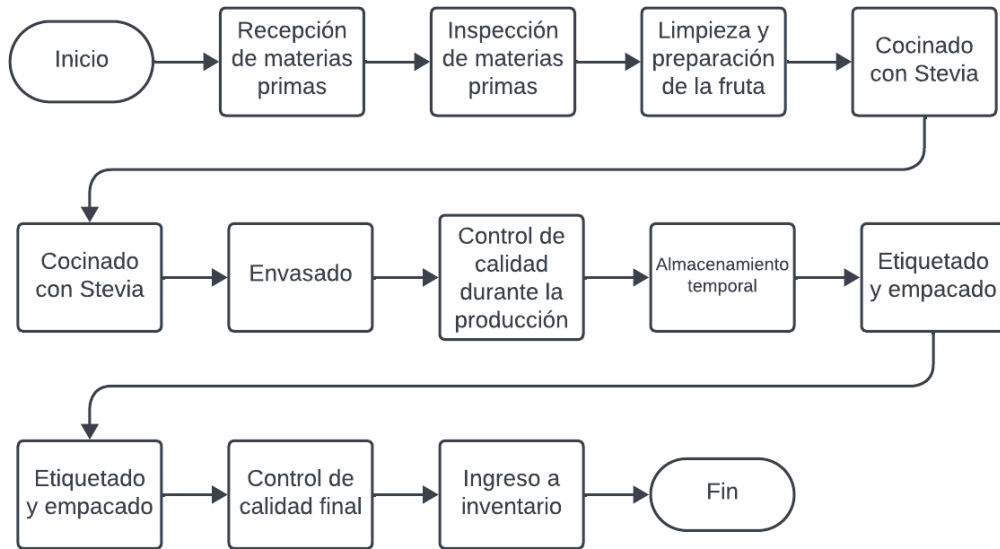 Inicio
Recepción
de materias
primas
Inspección
de materias
primas
Limpieza y
preparación
de la fruta
Cocinado
con Stevia
Cocinado
con Stevia
Envasado
Control de
calidad
durante la
producción
Almacenamiento
temporal
Etiquetado
y empacado
Etiquetado
y empacado
Control de
calidad final
Ingreso a
inventario
Fin